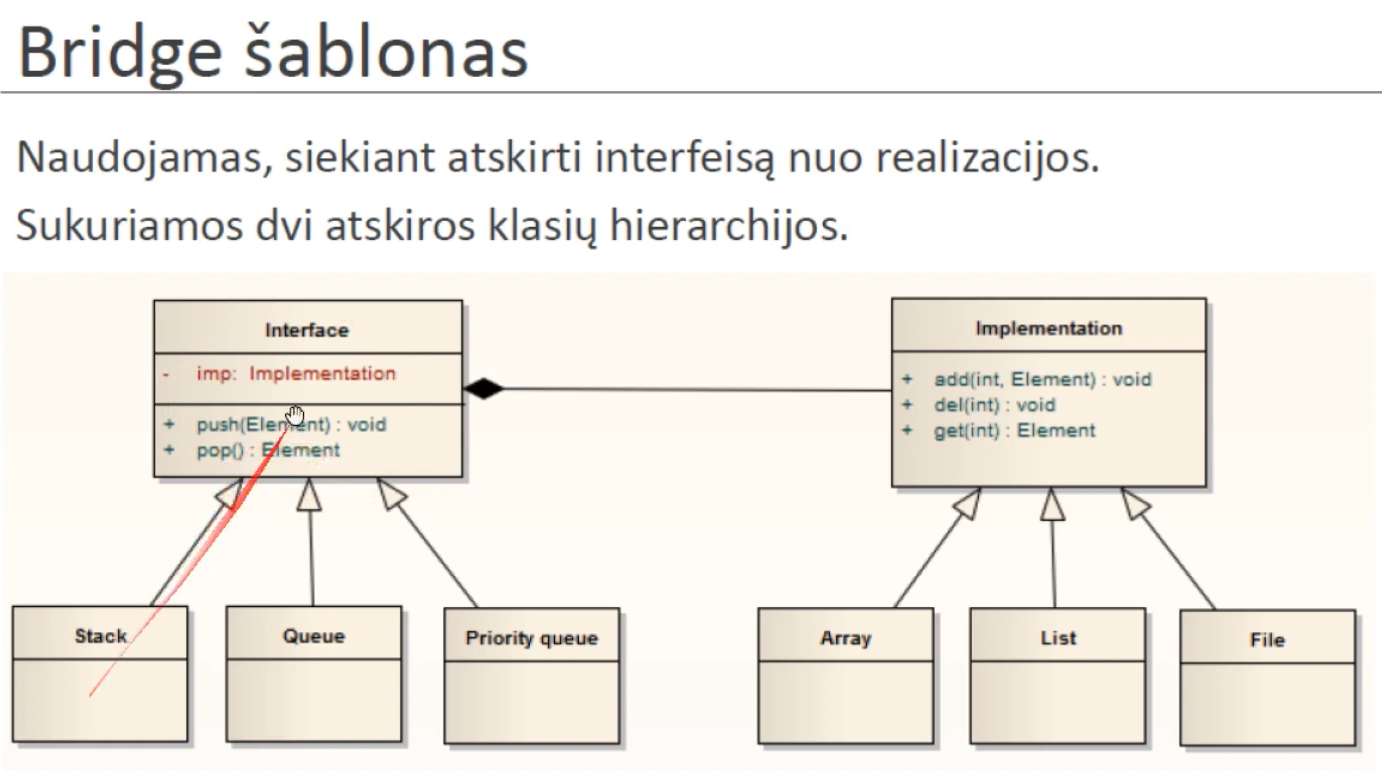 Bridge šablonas
Naudojamas, siekiant atskirti interfeisą nuo realizacijos.
Sukuriamos dvi atskiros klasių hierarchijos.
Interface
- imp: Implementation
+ push(Element) : void
+ pop() : Element
Implementation
+ add(int, Element) : void
+ del(int) : void
+ get(int) : Element
Stack
Queue
Priority queue
Array
List
File